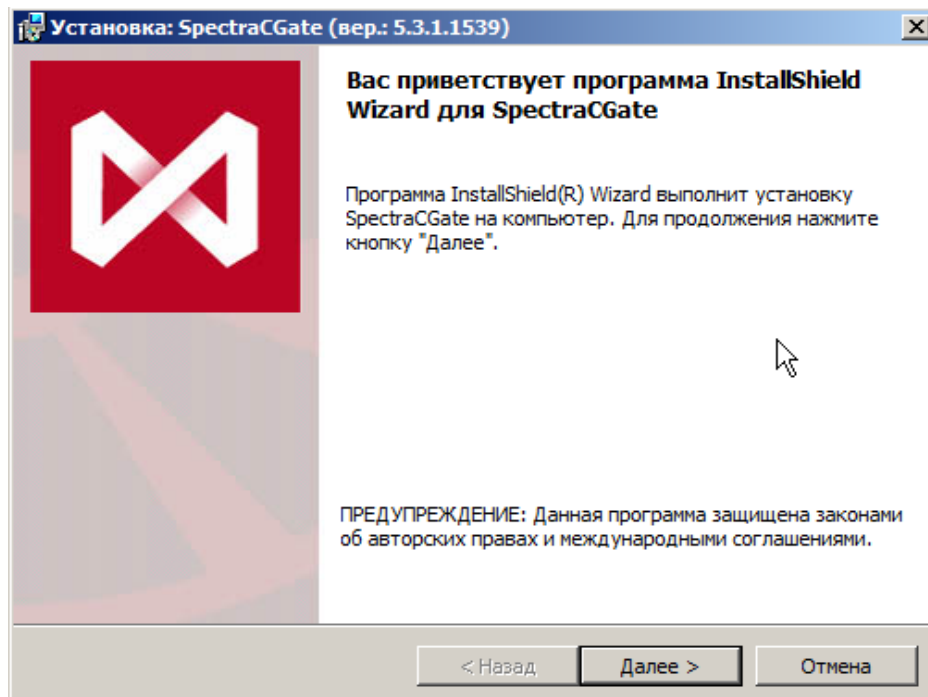 Установка: SpectraCGate (вер.: 5.3.1.1539)
Вас приветствует программа InstallShield
Wizard для SpectraCGate
Программа InstallShield(R) Wizard выполнит установку
SpectraCGate на компьютер. Для продолжения нажмите
кнопку "Далее".
ПРЕДУПРЕЖДЕНИЕ: Данная программа защищена законами
об авторских правах и международными соглашениями.
< Назад
Далее >
Отмена